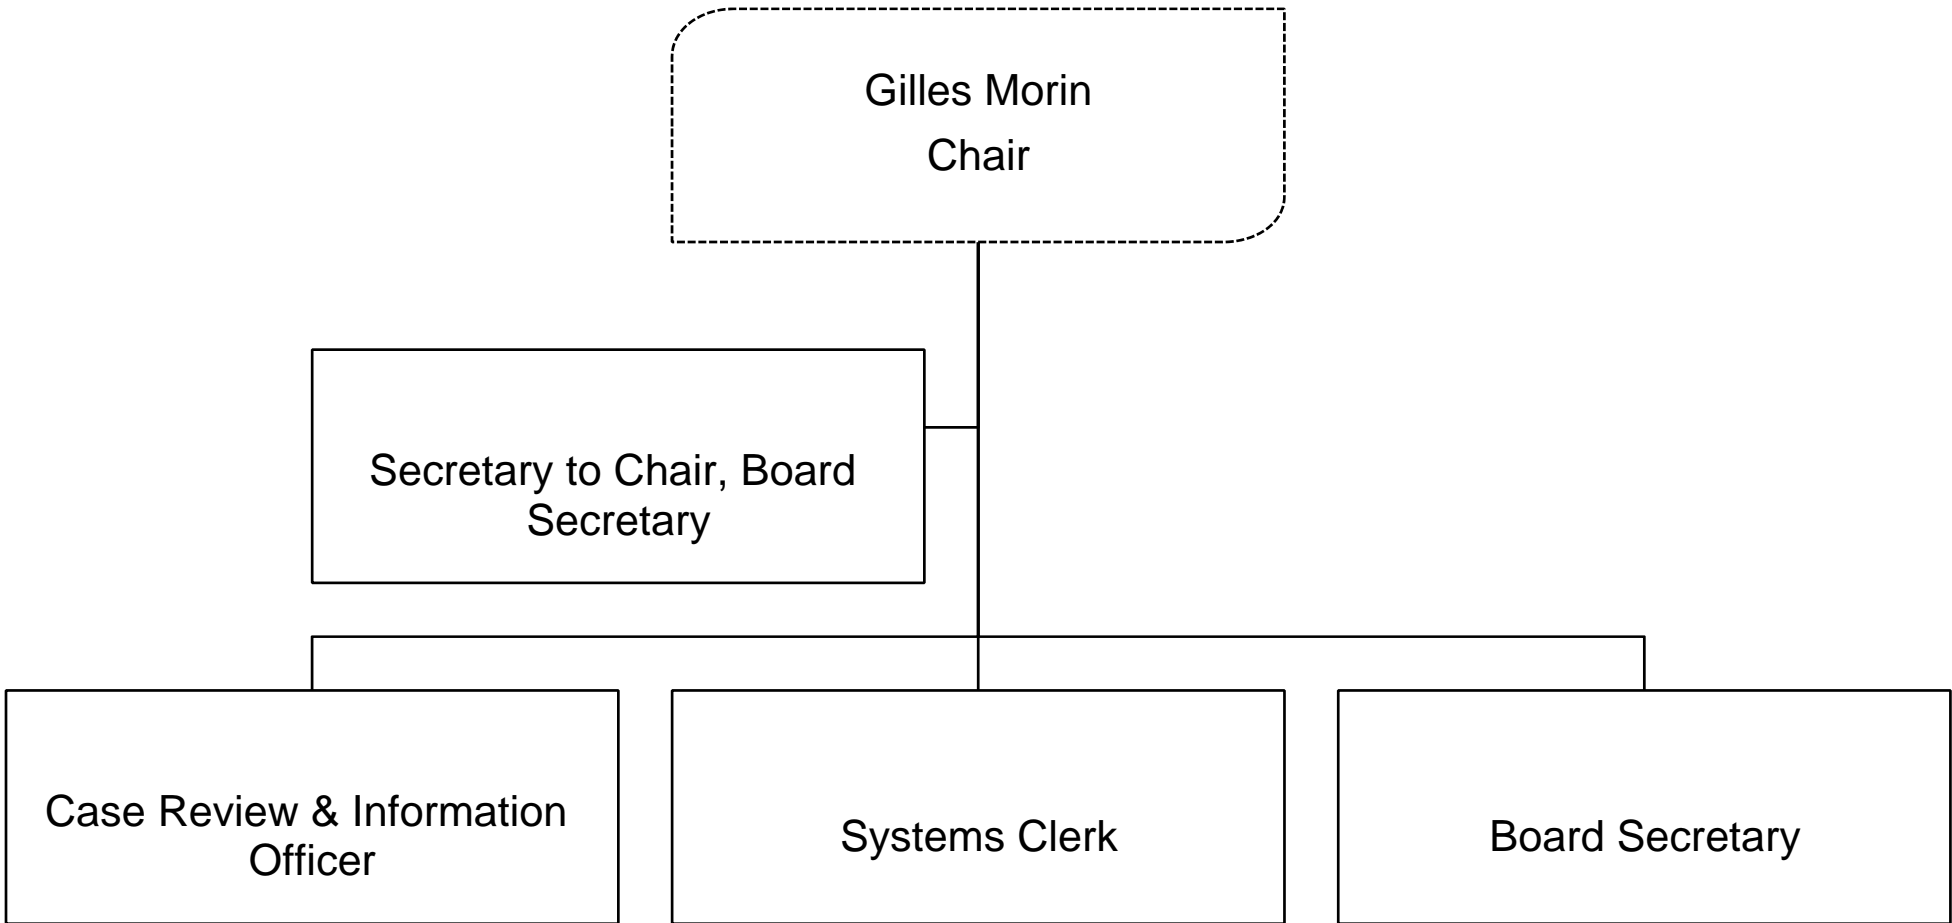 Gilles Morin
Chair
Secretary to Chair, Board
Secretary
Case Review & Information
Officer
Systems Clerk
Board Secretary